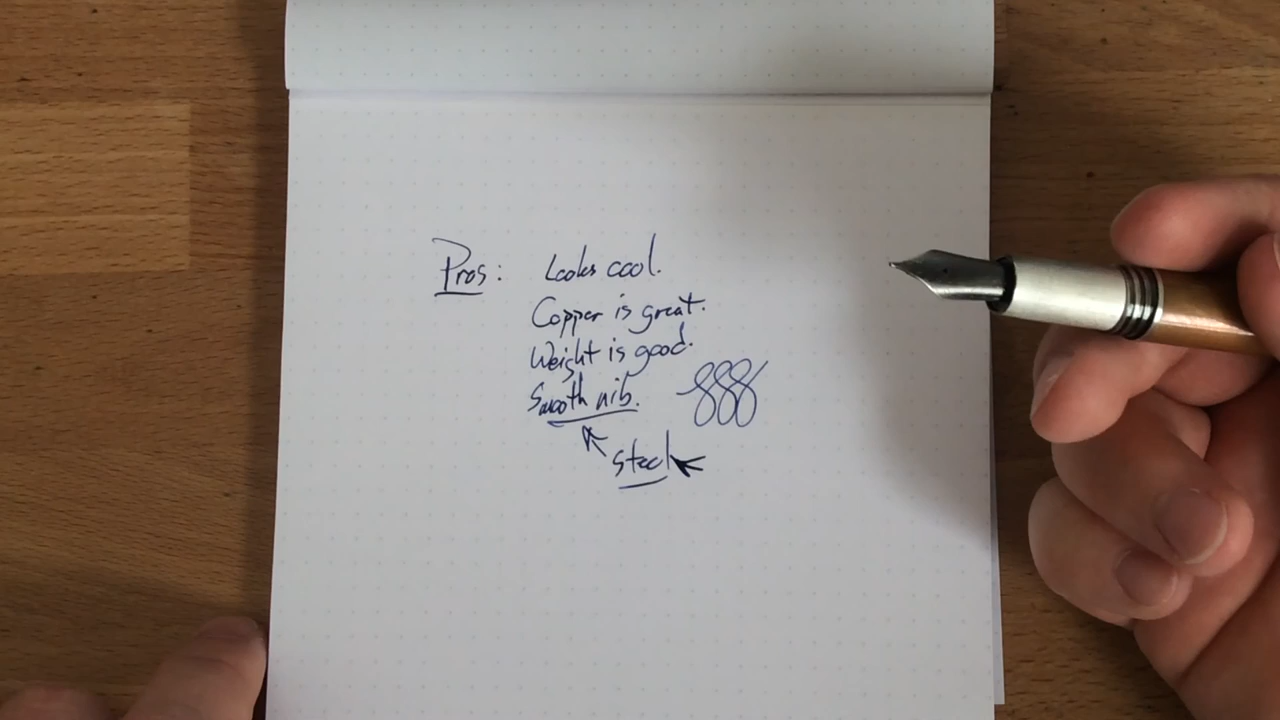 Pros: Looks cool.
Copper is great.
Weight is good.
Smooth nib.
steel